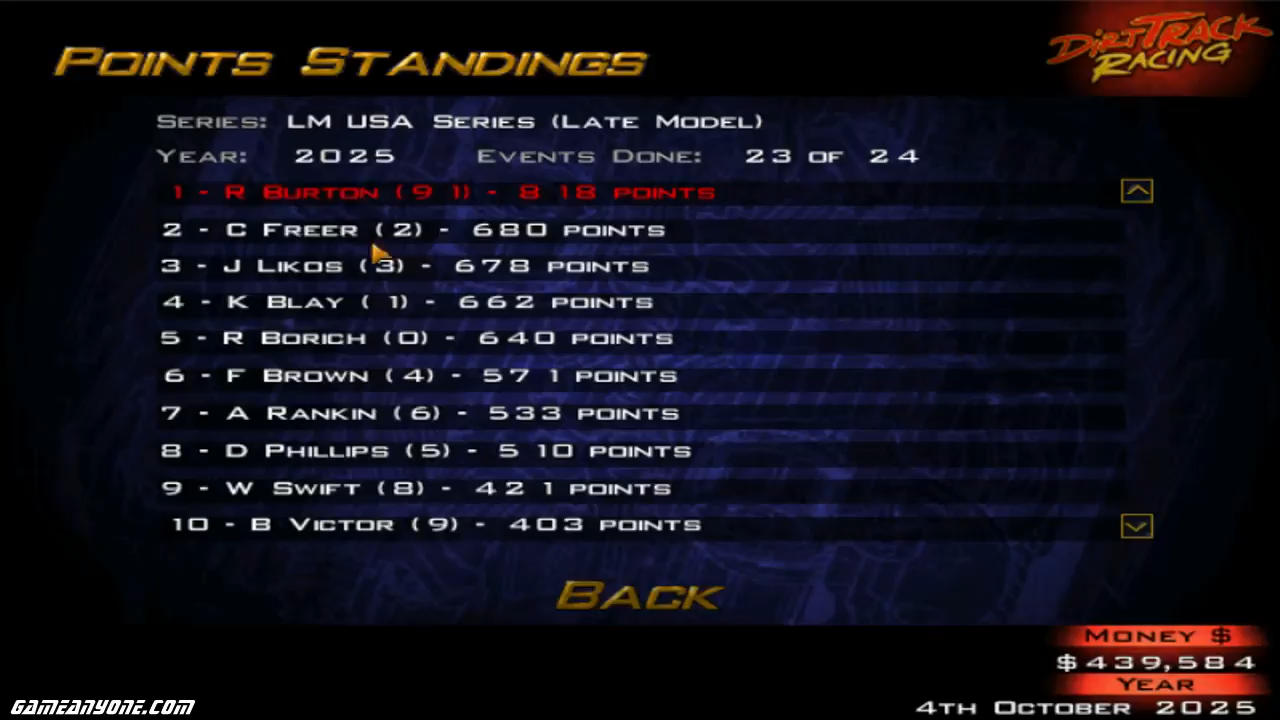 Points Standings
Dirt Track Racing
Series: LM USA Series (Late Model)
Year: 2025 Events Done: 23 of 24
1 - R Burton (91) - 818 points
2 - C Freer (2) - 680 points
3 - J Likos (3) - 678 points
4 - K Blay (1) - 662 points
5 - R Borich (0) - 640 points
6 - F Brown (4) - 571 points
7 - A Rankin (6) - 533 points
8 - D Phillips (5) - 510 points
9 - W Swift (8) - 421 points
10 - B Victor (9) - 403 points
Back
Money $
$439,584
Year
4th October 2025
GAMEANYONE.COM